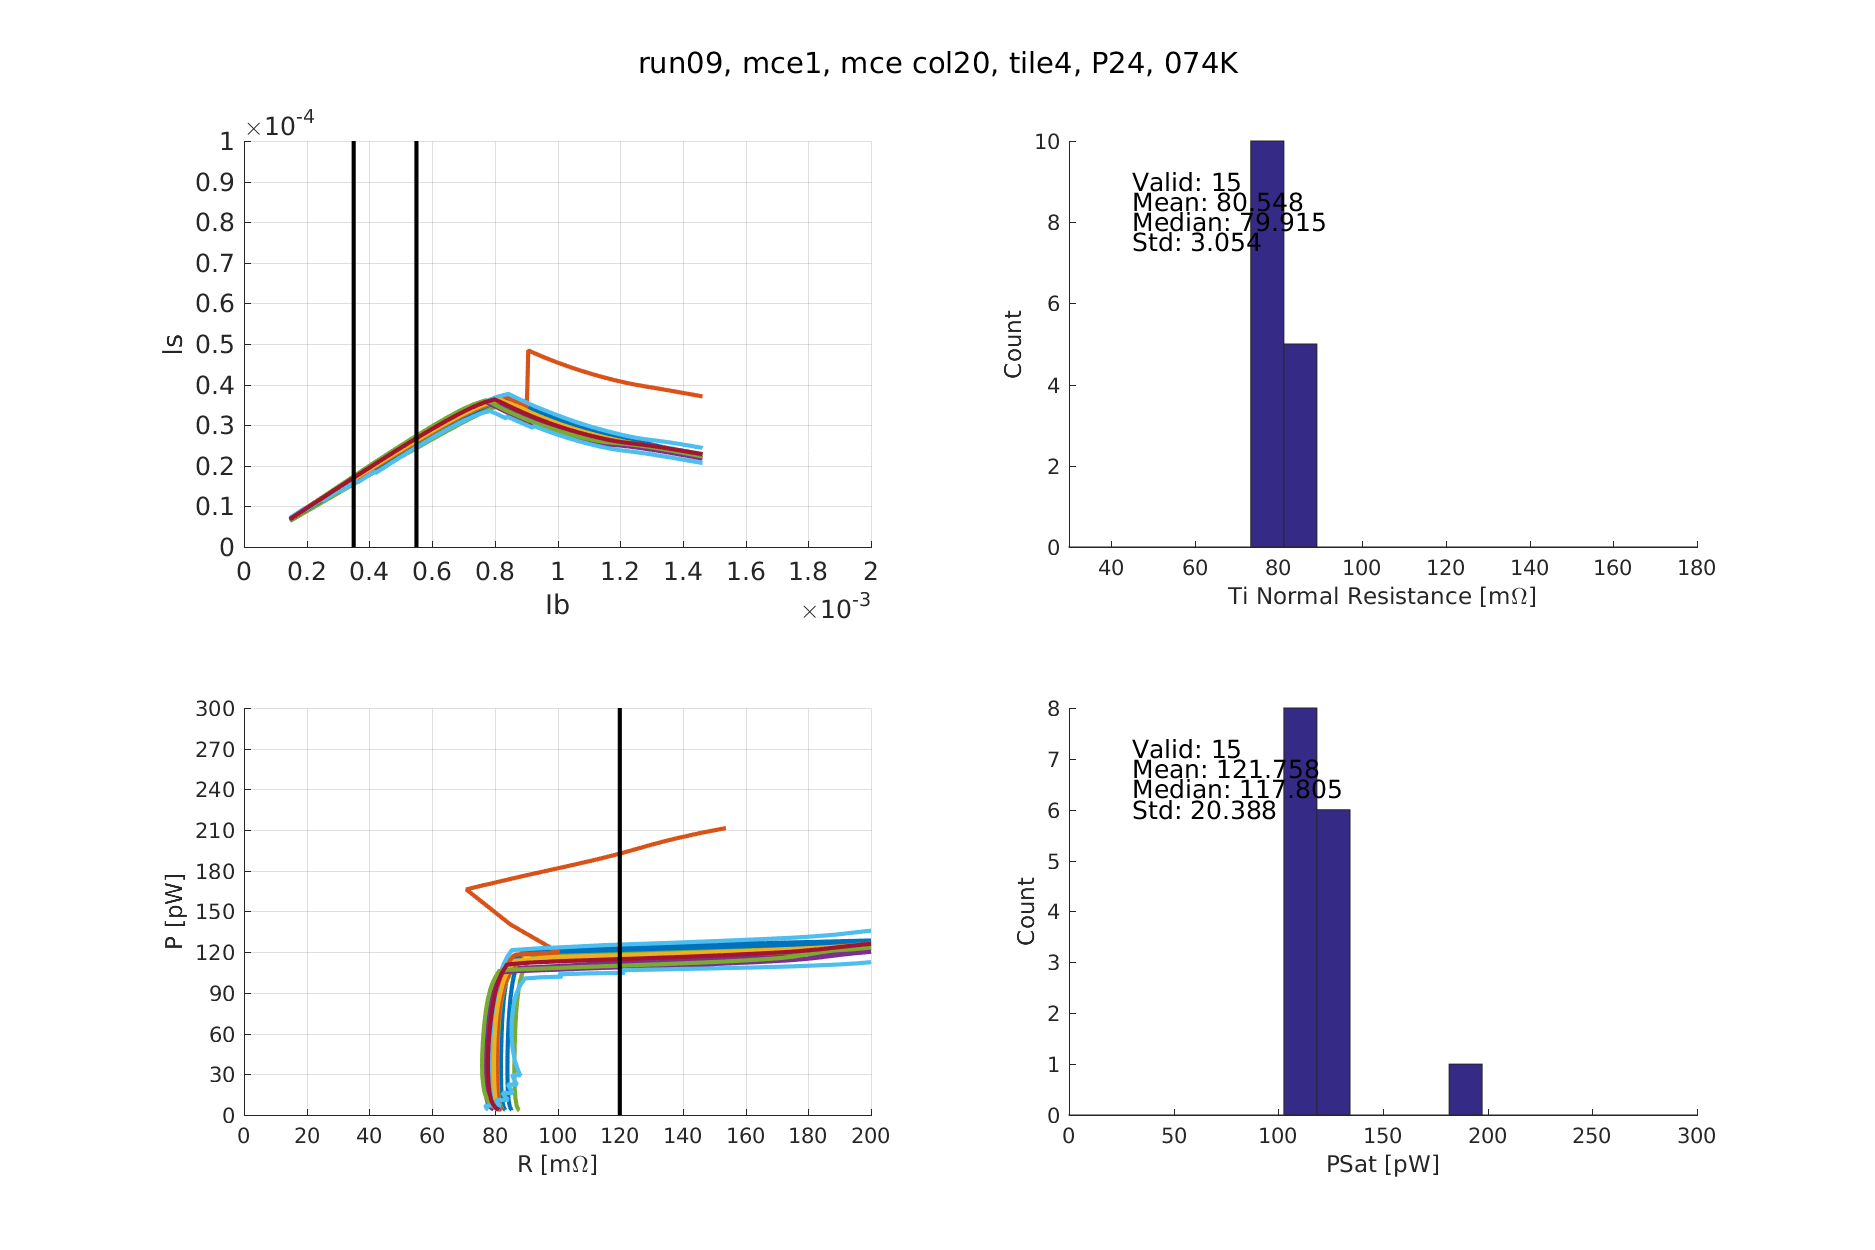 run09, mce1, mce col20, tile4, P24, 074K
×10-4
1
0.9
0.8
0.7
0.6
0.5
0.4
0.3
0.2
0.1
0
Is
0 0.2 0.4 0.6 0.8 1 1.2 1.4 1.6 1.8 2
Ib
×10-3
10
8
6
4
2
0
Count
Valid: 15
Mean: 80.548
Median: 79.915
Std: 3.054
40 60 80 100 120 140 160 180
Ti Normal Resistance [mΩ]
300
270
240
210
180
150
120
90
60
30
0
P [pW]
0 20 40 60 80 100 120 140 160 180 200
R [mΩ]
8
7
6
5
4
3
2
1
0
Count
Valid: 15
Mean: 121.758
Median: 117.805
Std: 20.388
0 50 100 150 200 250 300
PSat [pW]